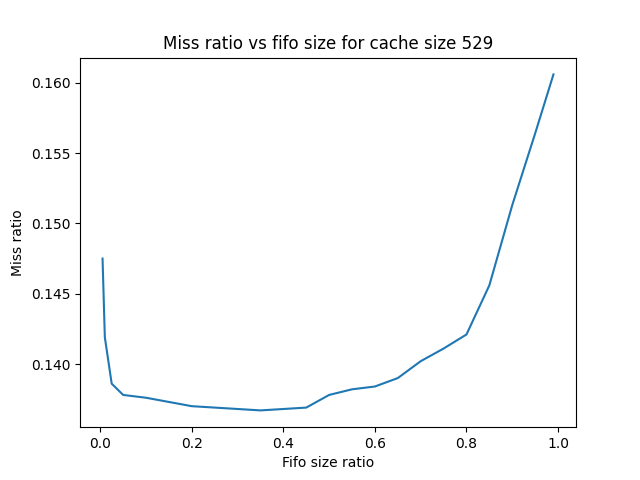 Miss ratio vs fifo size for cache size 529
0.160
0.155
0.150
0.145
0.140
Miss ratio
0.0 0.2 0.4 0.6 0.8 1.0
Fifo size ratio